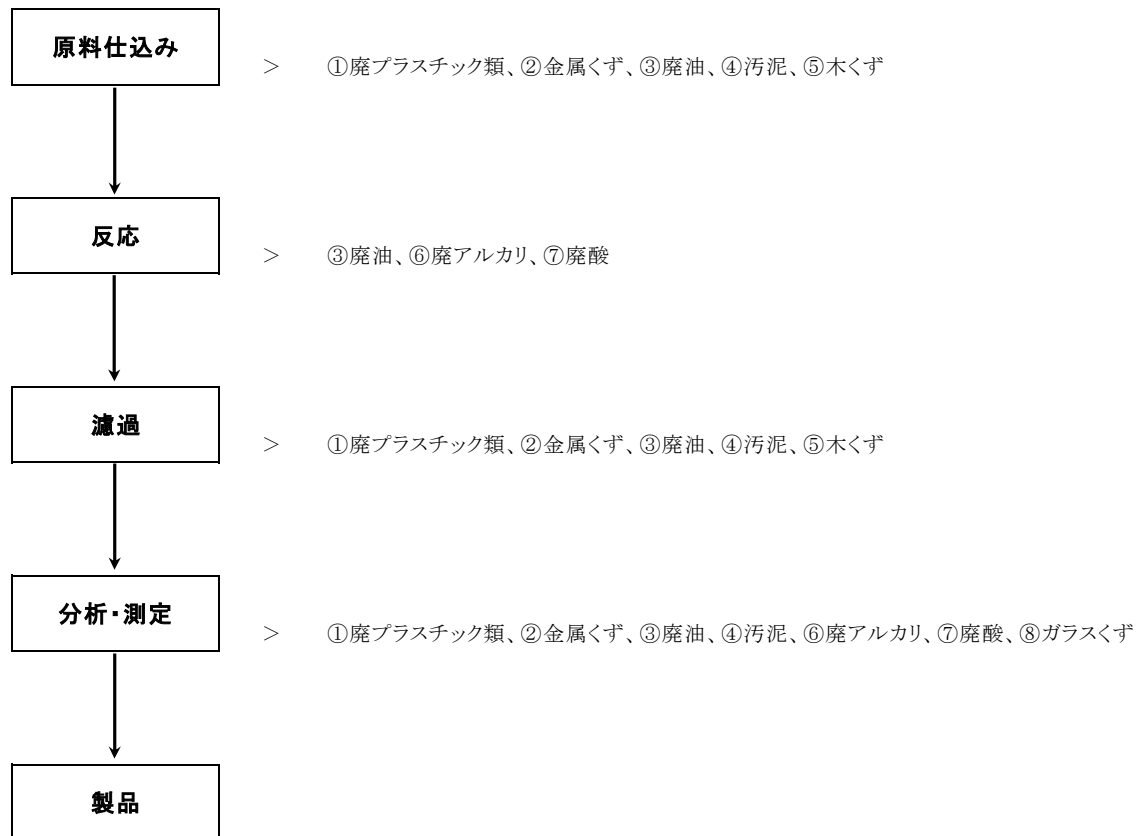 原料仕込み
> ①廃プラスチック類、②金属くず、③廃油、④汚泥、⑤木くず
反応
> ③廃油、⑥廃アルカリ、⑦廃酸
濾過
> ①廃プラスチック類、②金属くず、③廃油、④汚泥、⑤木くず
分析・測定
> ①廃プラスチック類、②金属くず、③廃油、④汚泥、⑥廃アルカリ、⑦廃酸、⑧ガラスくず
製品